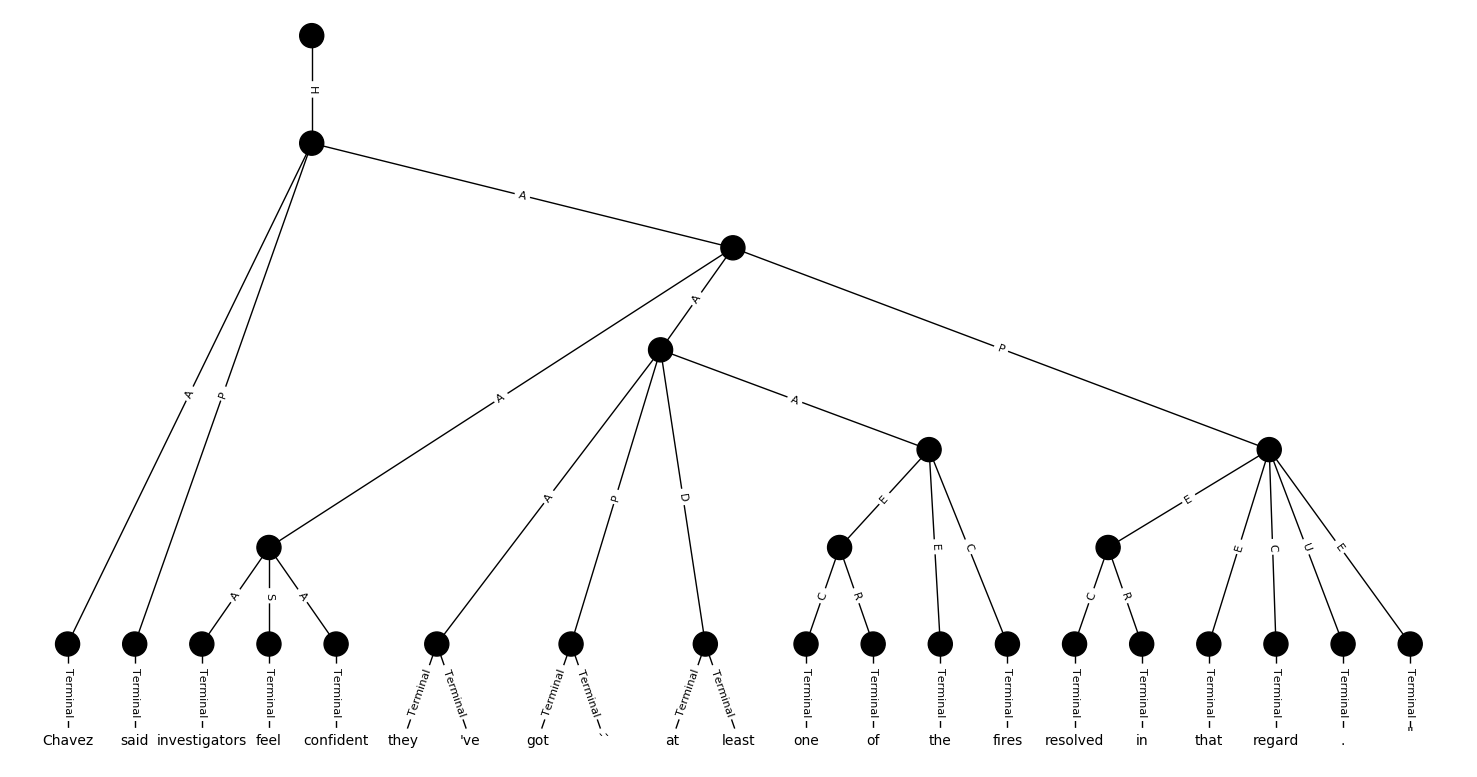 H
A
A
A
P
A
P
A
A
P
D
E
E
E
C
E
C
U
E
A
S
A
C
R
C
R
Terminal Terminal Terminal Terminal Terminal Terminal Terminal Terminal Terminal Terminal Terminal Terminal Terminal Terminal Terminal Terminal Terminal Terminal Terminal Terminal Terminal
Chavez said investigators feel confident they 've got `` at least one of the fires resolved in that regard . "